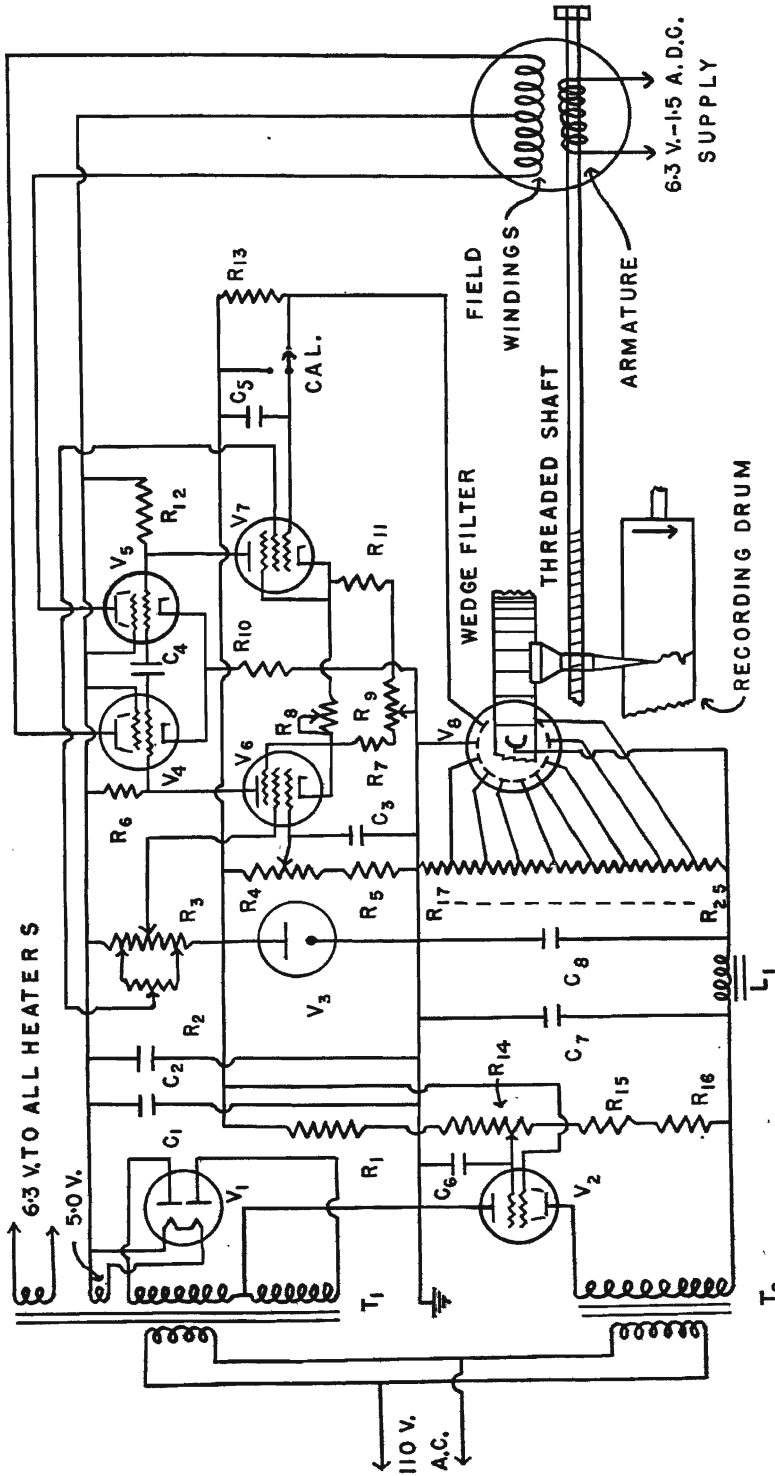 6.3 V. TO ALL HEATERS
5.0 V.
110 V.
A.C.
T1
V1
C1
C2
R1
R2
R3
V3
R4
R5
R6
V4
C4
V5
R12
V6
R7
R8
R9
R10
R11
V7
C3
C5
CAL.
R13
C6
V2
R14
R15
R16
C7
C8
L1
R17
R25
V8
C
WEDGE FILTER
THREADED SHAFT
RECORDING DRUM
FIELD
WINDINGS
ARMATURE
6.3 V.-1.5 A. D.C.
SUPPLY